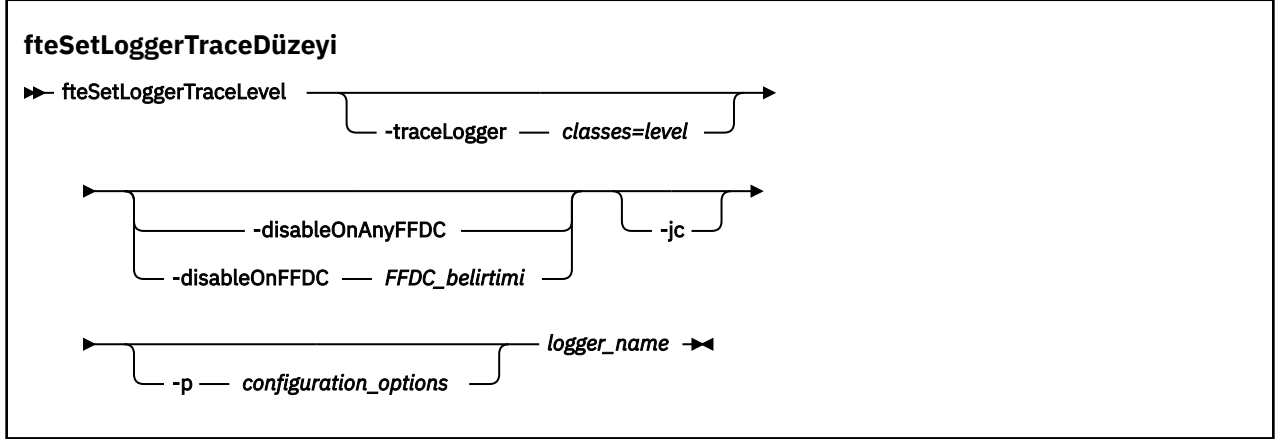 fteSetLoggerTraceDüzeyi
fteSetLoggerTraceLevel
-traceLogger classes=level
-disableOnAnyFFDC
-jc
-disableOnFFDC FFDC_belirtimi
logger_name
-p configuration_options